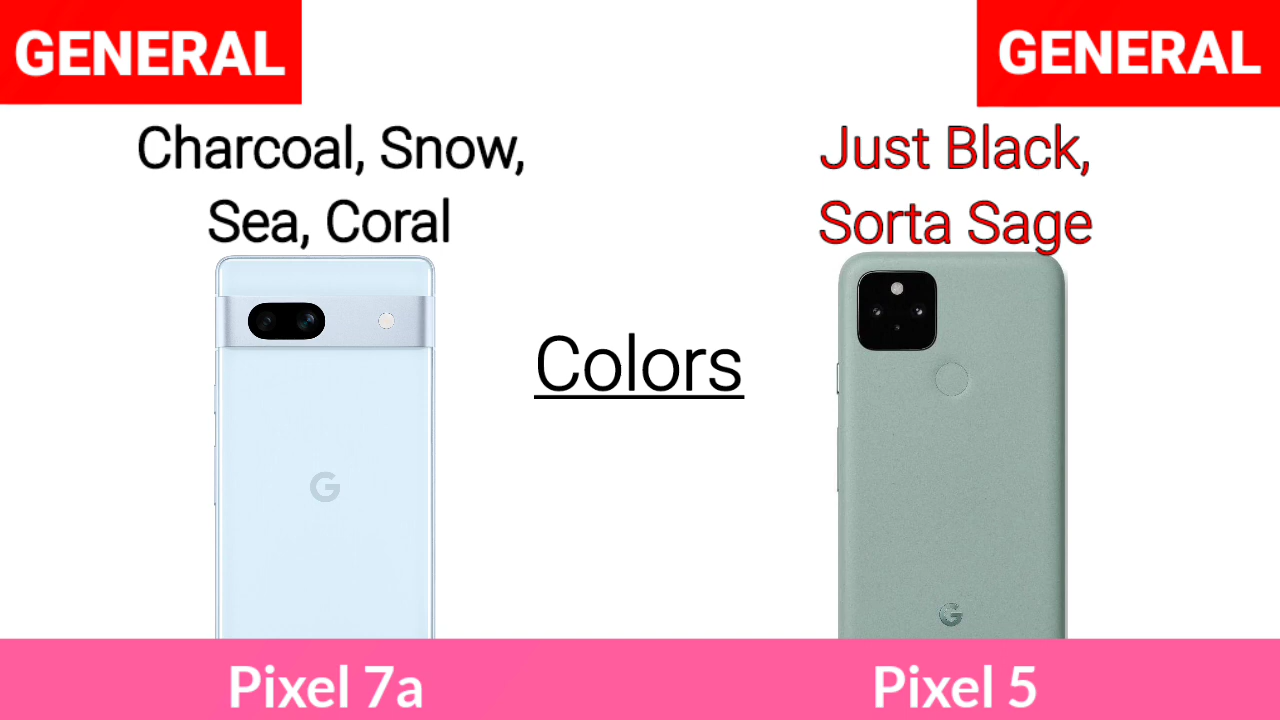 GENERAL
GENERAL
Charcoal, Snow,
Sea, Coral
Just Black,
Sorta Sage
Colors
G
G
Pixel 7a
Pixel 5